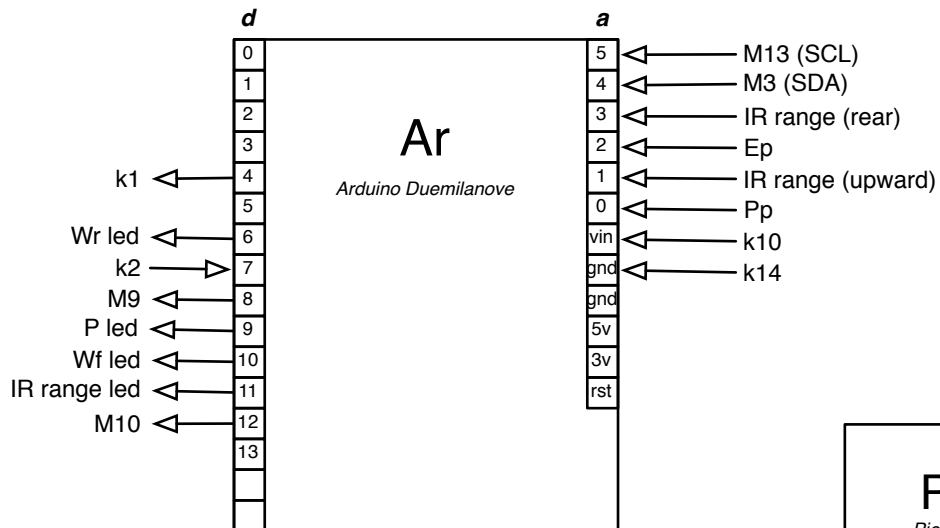 d a
0 5 M13 (SCL)
1 4 M3 (SDA)
2 3 IR range (rear)
3 2 Ep
k1 4 1 IR range (upward)
5 0 Pp
Wr led 6 vin k10
k2 7 gnd k14
M9 8 gnd
P led 9 5v
Wf led 10 3v
IR range led 11 rst
M10 12
13
Ar
Arduino Duemilanove